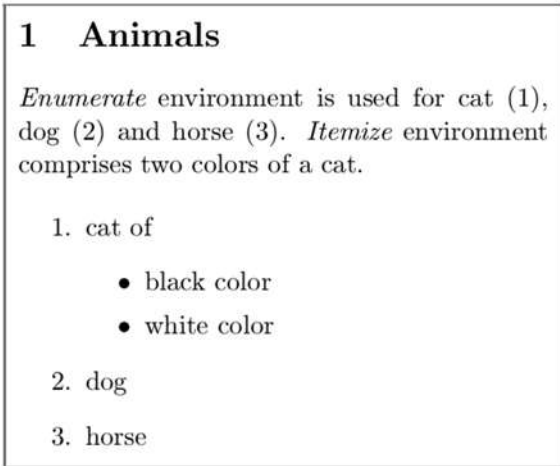 1 Animals
Enumerate environment is used for cat (1),
dog (2) and horse (3). Itemize environment
comprises two colors of a cat.
1. cat of
• black color
• white color
2. dog
3. horse